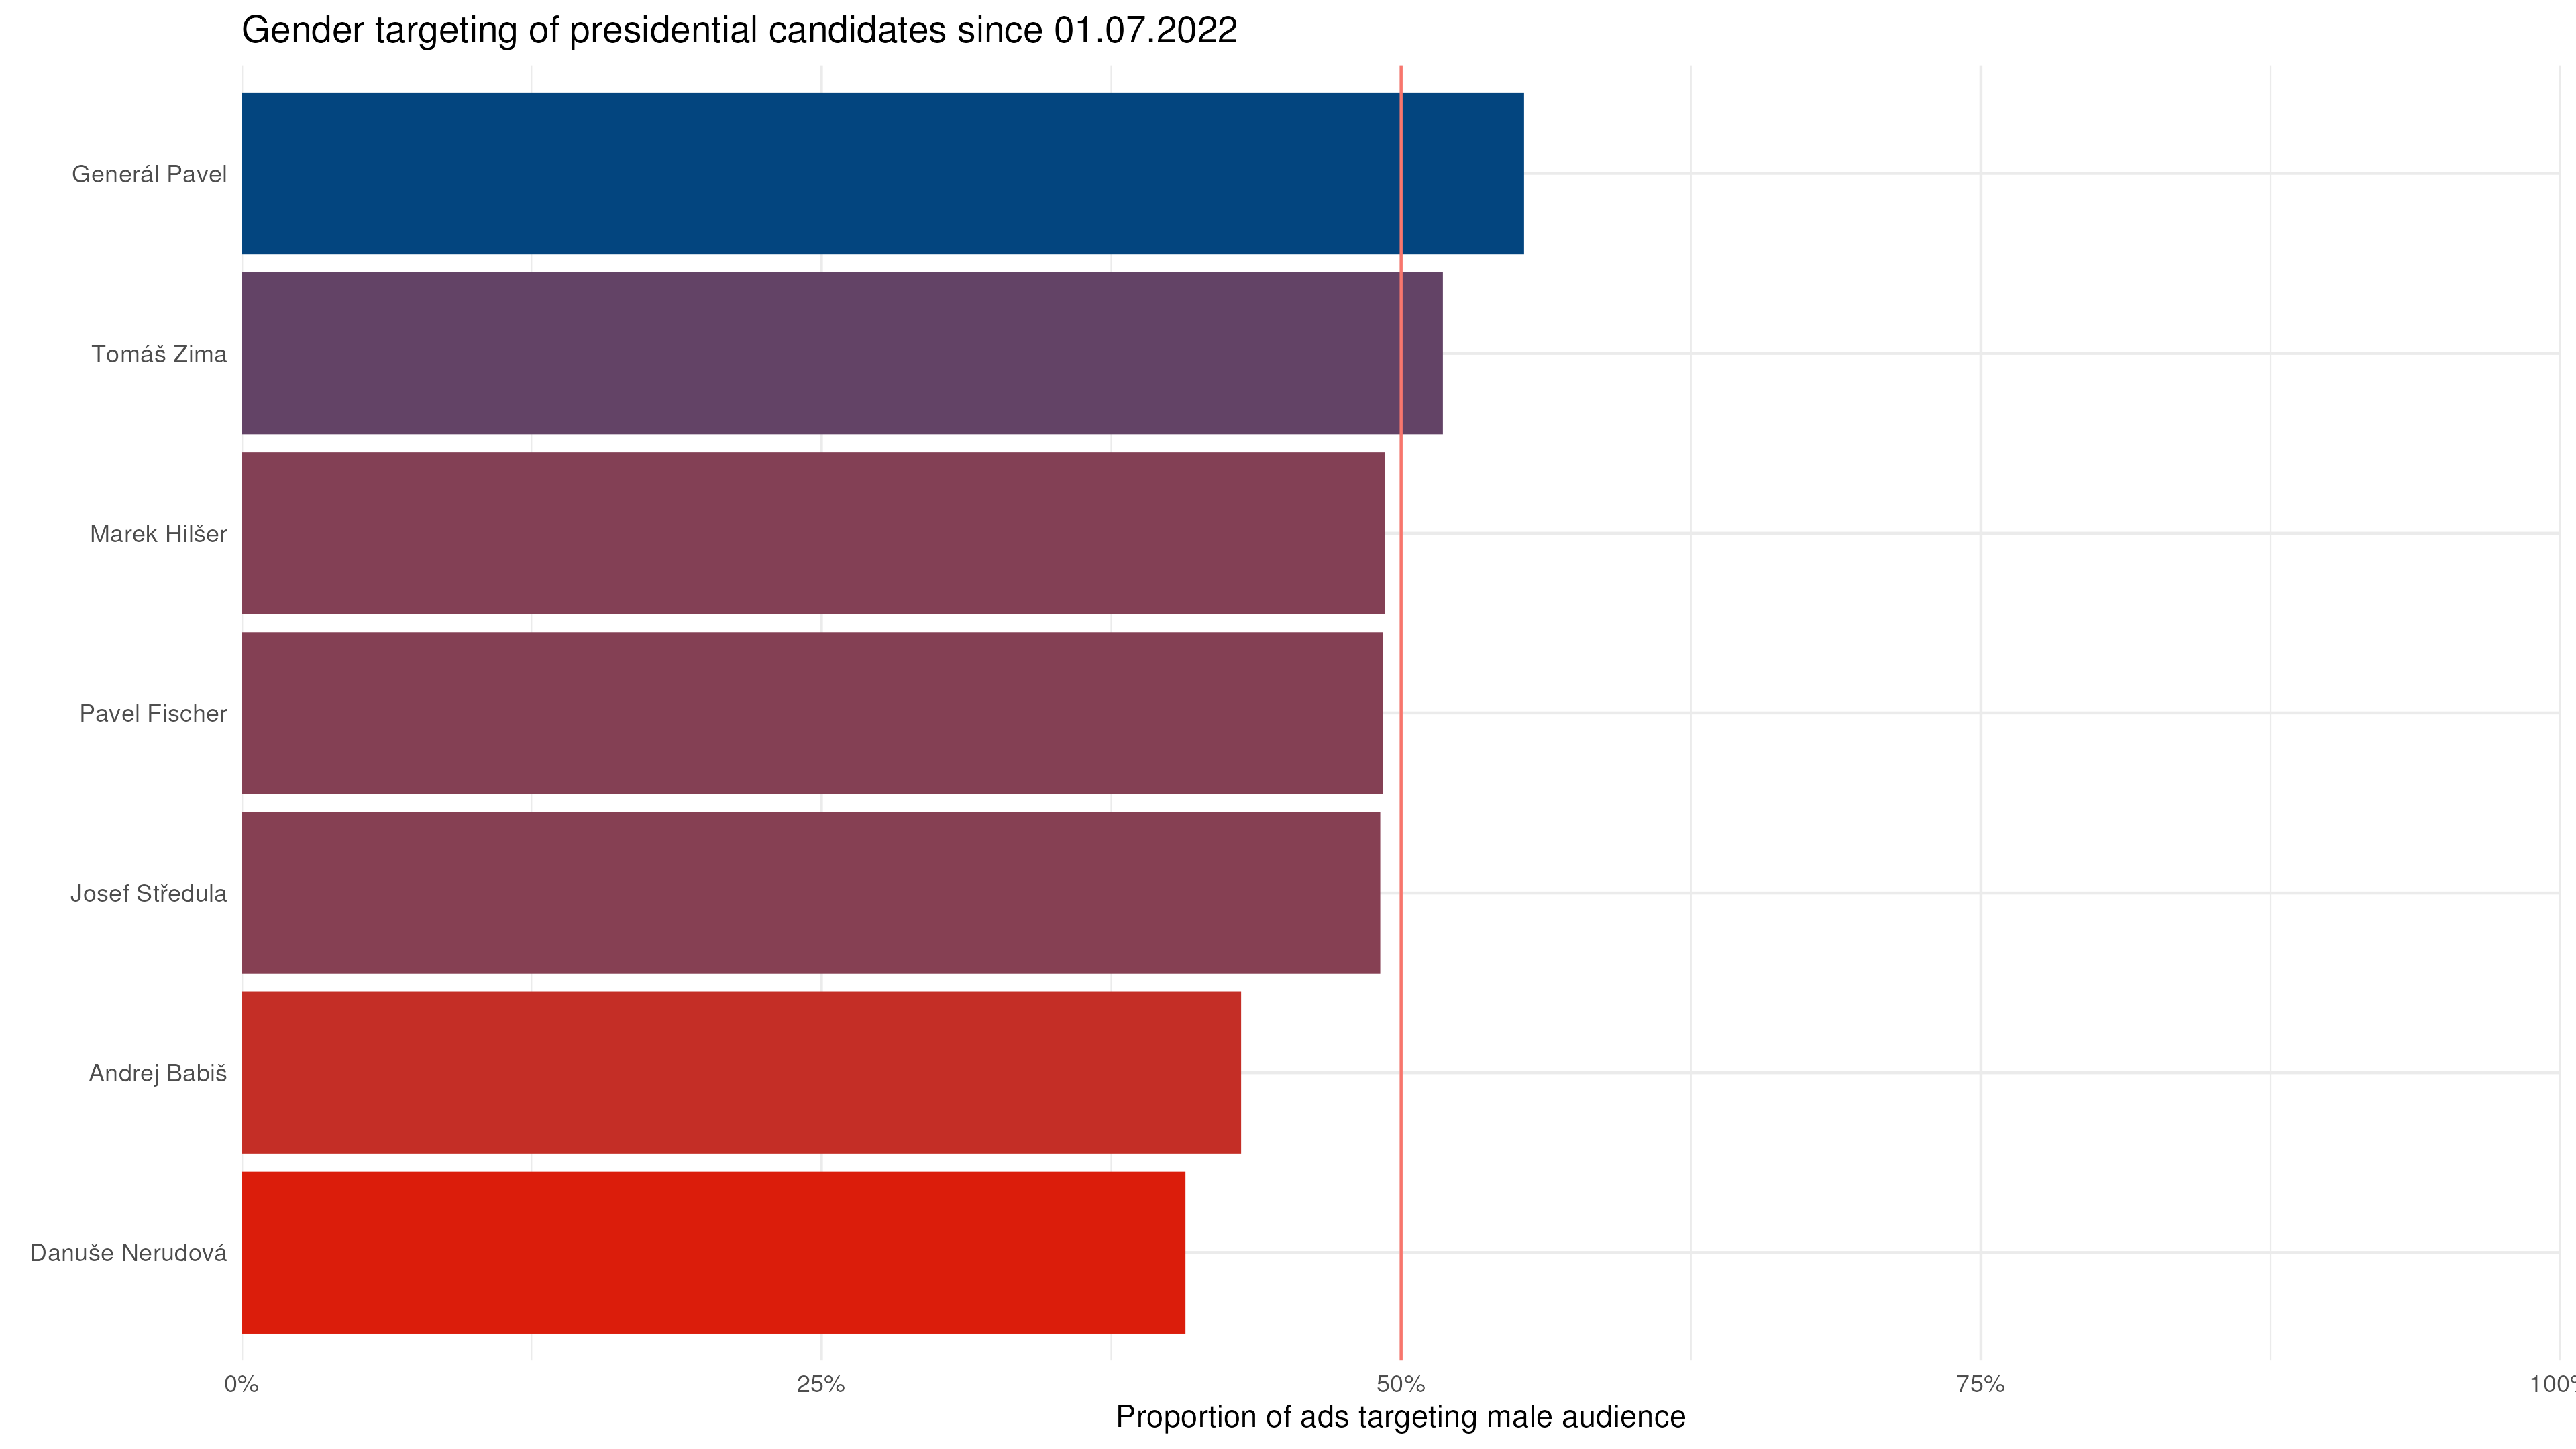 Gender targeting of presidential candidates since 01.07.2022
Generál Pavel
Tomáš Zima
Marek Hilšer
Pavel Fischer
Josef Středula
Andrej Babiš
Danuše Nerudová
0% 25% 50% 75% 100%
Proportion of ads targeting male audience